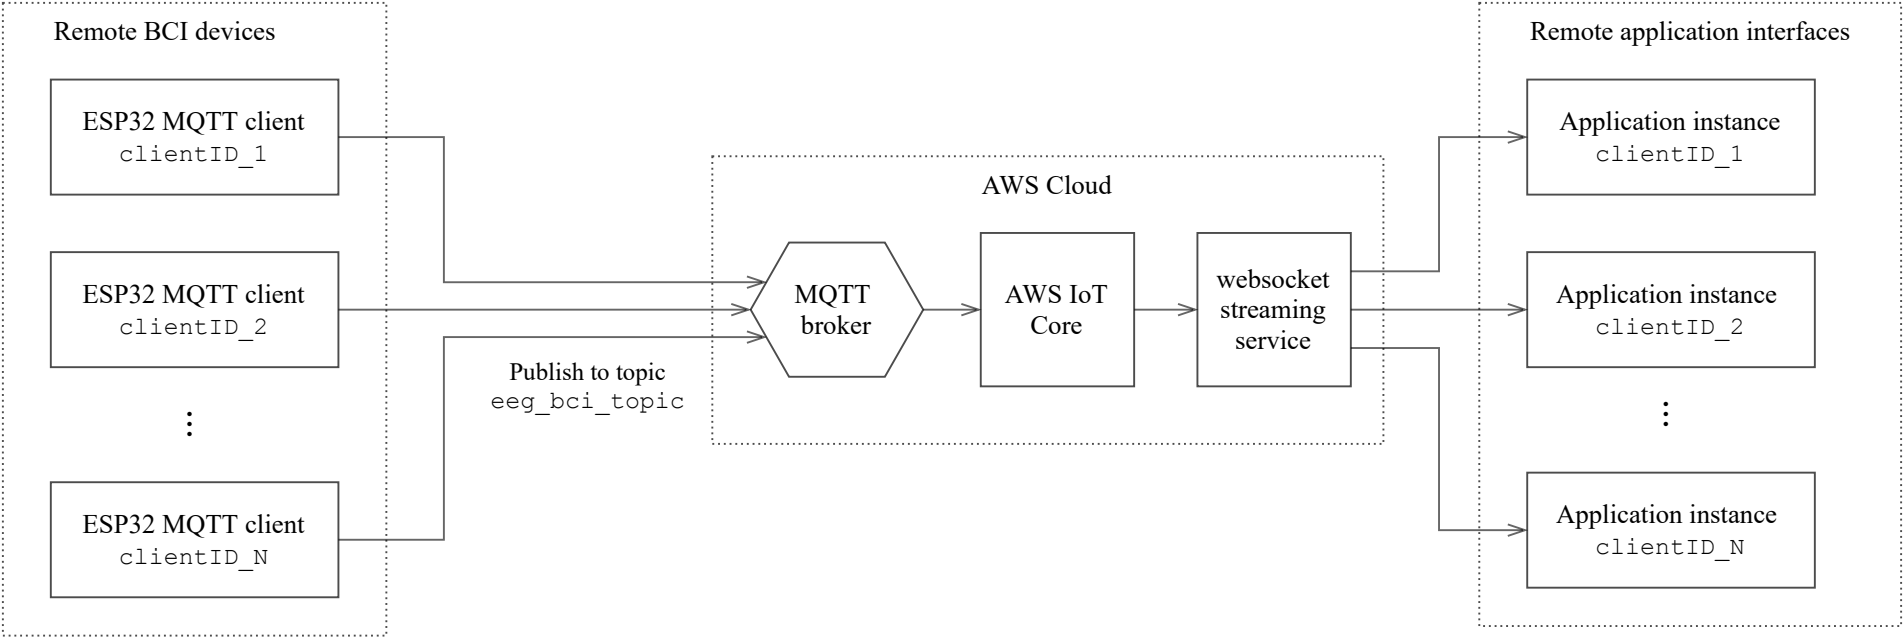 Remote BCI devices
ESP32 MQTT client
clientID_1
ESP32 MQTT client
clientID_2
⋮
ESP32 MQTT client
clientID_N
Publish to topic
eeg_bci_topic
AWS Cloud
MQTT
broker
AWS IoT
Core
websocket
streaming
service
Remote application interfaces
Application instance
clientID_1
Application instance
clientID_2
⋮
Application instance
clientID_N